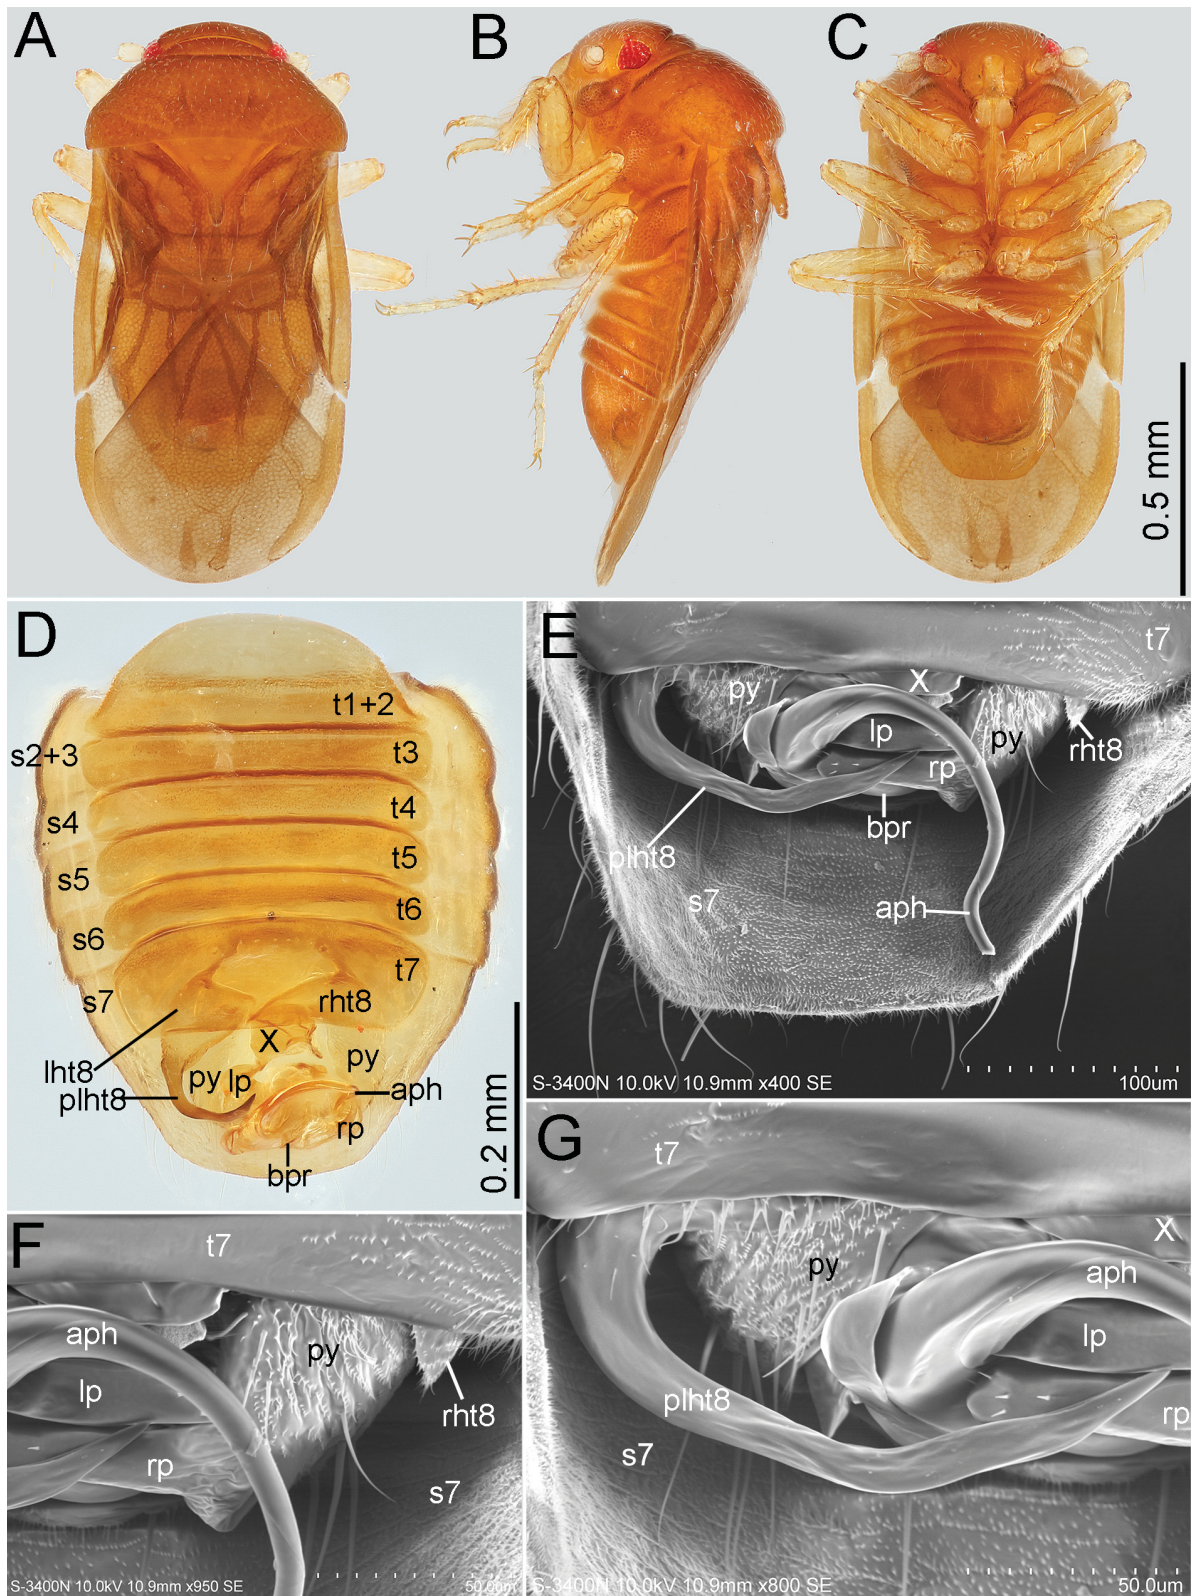 A
B
C
0.5 mm
D
t1+2
s2+3
t3
s4
t4
s5
t5
s6
t6
s7
t7
lht8
rht8
X
plht8
py
lp
py
aph
rp
bpr
0.2 mm
E
t7
py
X
lp
py
rht8
rp
plht8
bpr
s7
aph
S-3400N 10.0kV 10.9mm x400 SE
100um
F
t7
aph
py
lp
rht8
rp
s7
S-3400N 10.0kV 10.9mm x950 SE
50.0um
G
t7
X
py
aph
lp
plht8
rp
s7
S-3400N 10.0kV 10.9mm x800 SE
50.0um